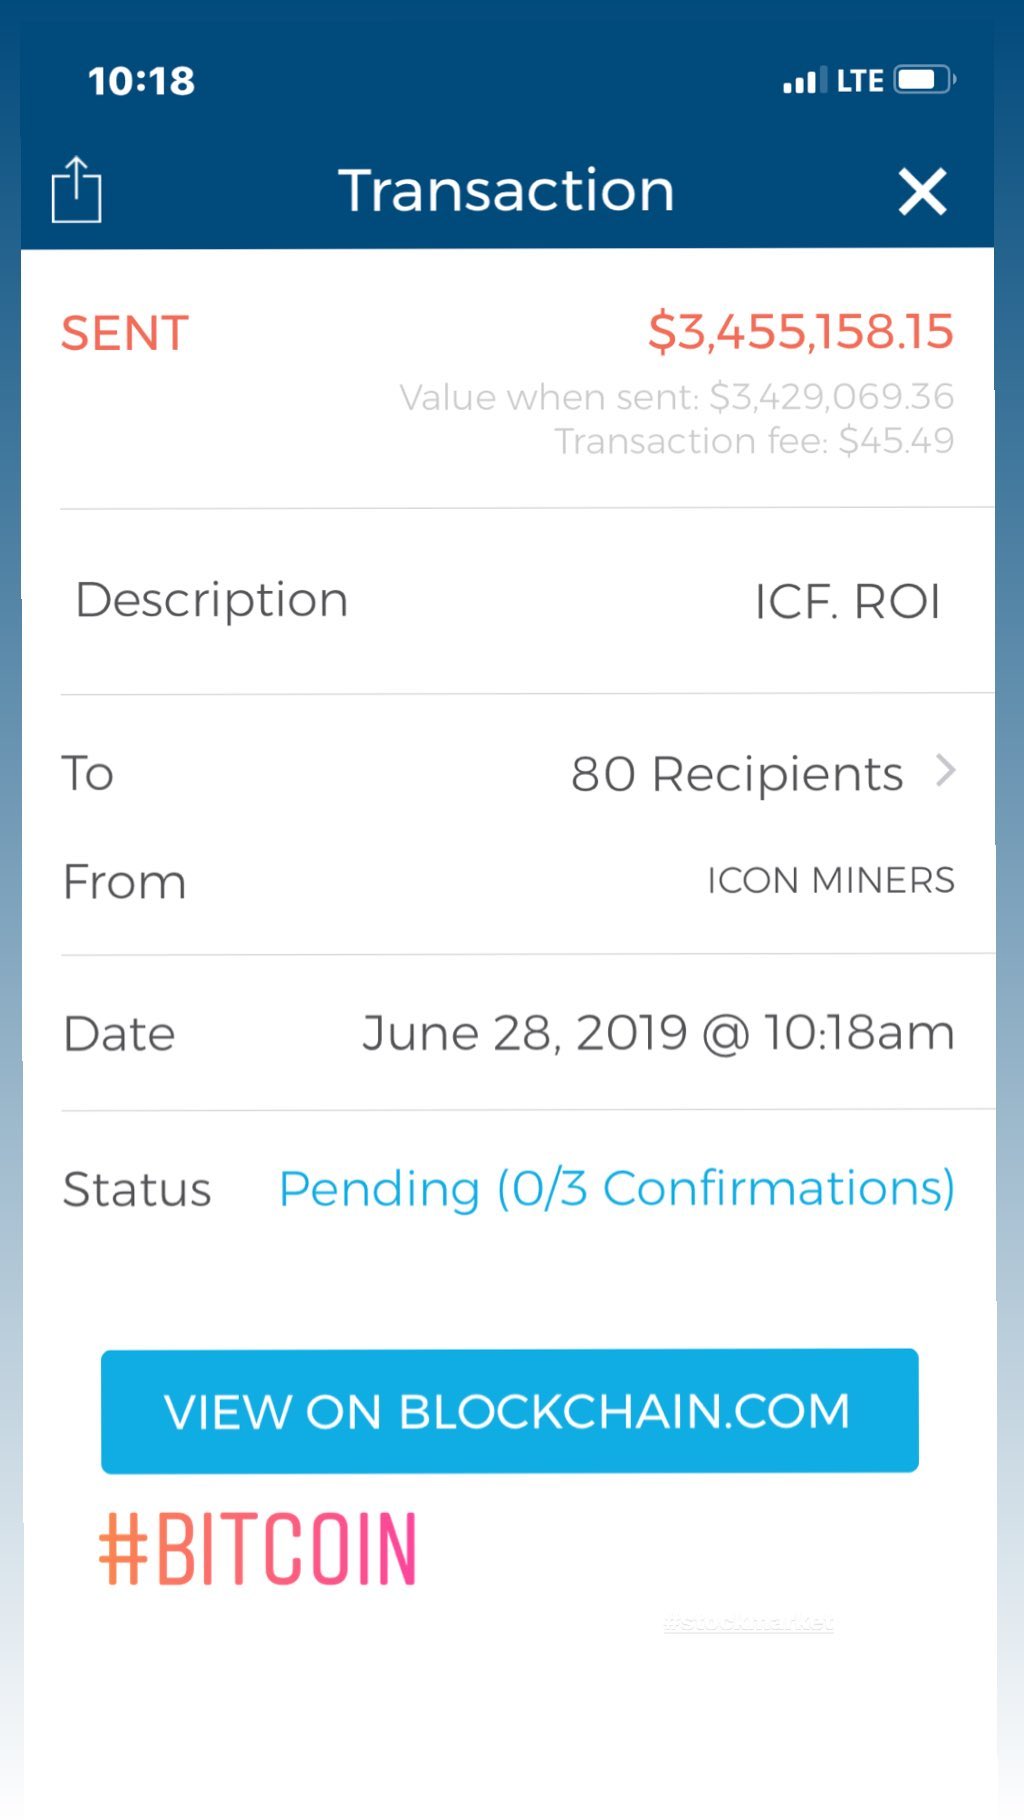 10:18
LTE
Transaction
SENT
$3,455,158.15
Value when sent: $3,429,069.36
Transaction fee: $45.49
Description
ICF. ROI
To
80 Recipients
From
ICON MINERS
Date
June 28, 2019 @ 10:18am
Status
Pending (0/3 Confirmations)
VIEW ON BLOCKCHAIN.COM
#BITCOIN
#stockmarket